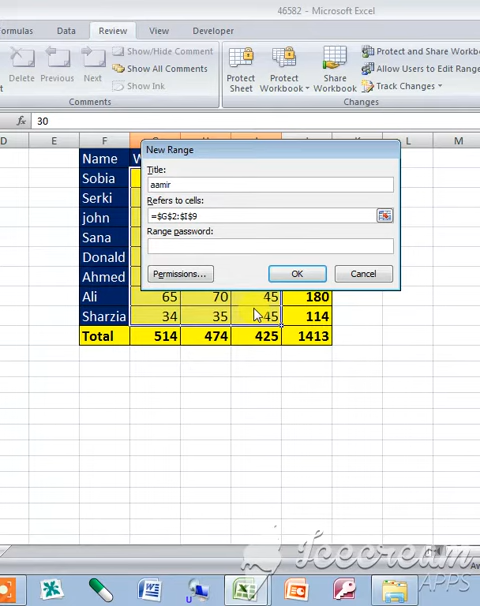 46582 - Microsoft Excel
Formulas Data Review View Developer
Delete Previous Next
Show/Hide Comment
Show All Comments
Show Ink
Comments
Protect Sheet
Protect Workbook
Share Workbook
Protect and Share Workbo
Allow Users to Edit Range
Track Changes
Changes
fx 30
D E F L M
Name W
Sobia
Serki
john
Sana
Donald
Ahmed
Ali 65 70 45 180
Sharzia 34 35 45 114
Total 514 474 425 1413
New Range
Title:
aamir
Refers to cells:
=$G$2:$I$9
Range password:
Permissions...
OK
Cancel
Icecream
APPS